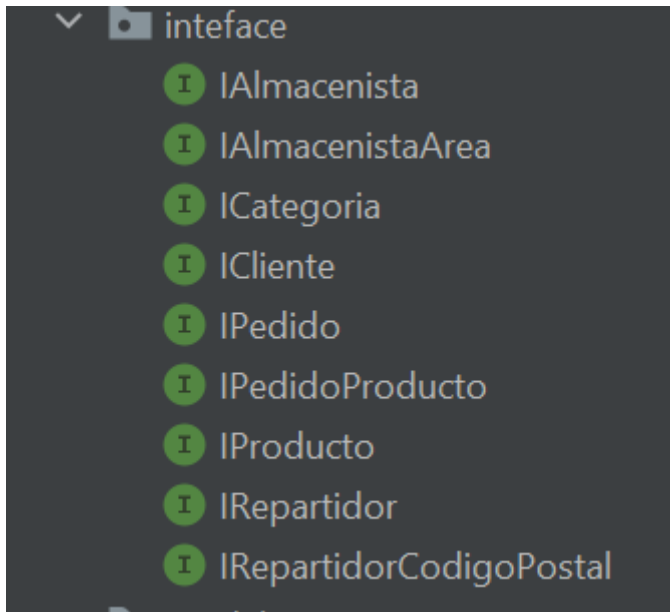 inteface
I IAlmacenista
I IAlmacenistaArea
I ICategoria
I ICliente
I IPedido
I IPedidoProducto
I IProducto
I IRepartidor
I IRepartidorCodigoPostal